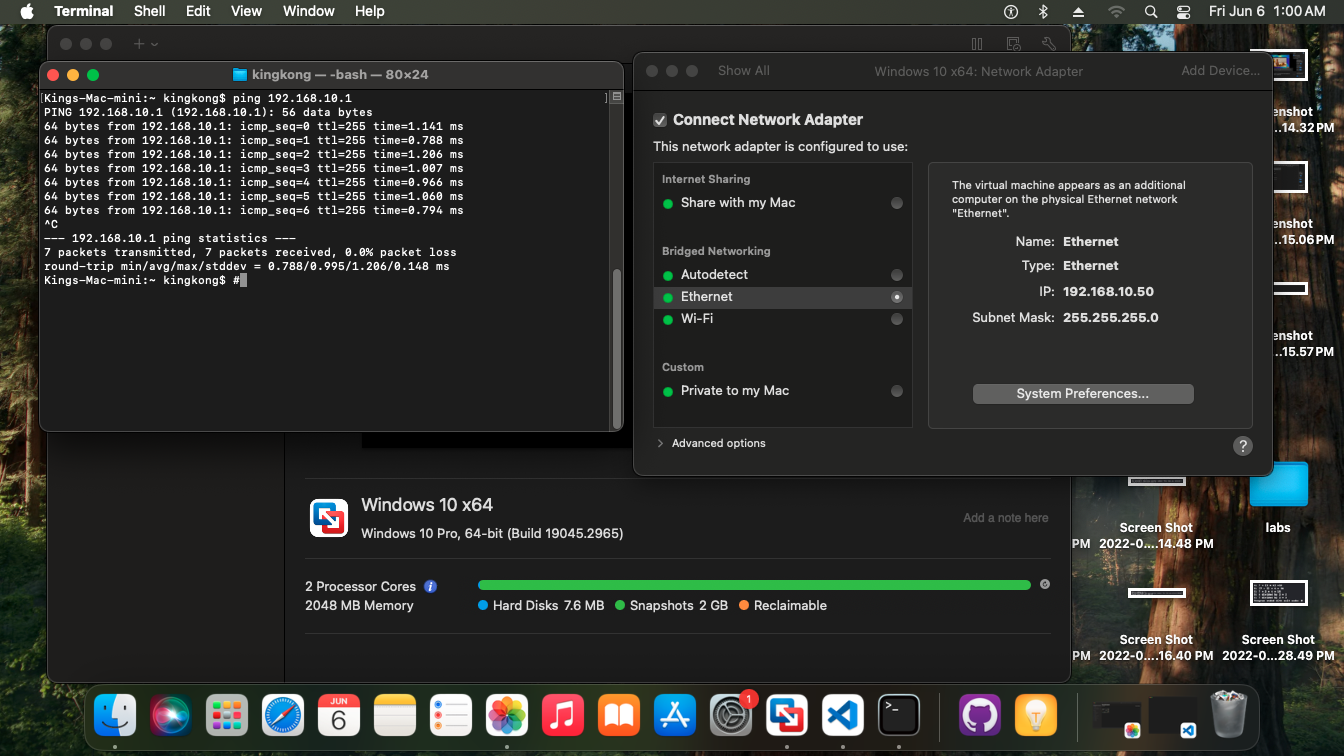 Terminal Shell Edit View Window Help
Fri Jun 6 1:00 AM
kingkong — -bash — 80×24
[Kings-Mac-mini:~ kingkong$ ping 192.168.10.1 ]
PING 192.168.10.1 (192.168.10.1): 56 data bytes
64 bytes from 192.168.10.1: icmp_seq=0 ttl=255 time=1.141 ms
64 bytes from 192.168.10.1: icmp_seq=1 ttl=255 time=0.788 ms
64 bytes from 192.168.10.1: icmp_seq=2 ttl=255 time=1.206 ms
64 bytes from 192.168.10.1: icmp_seq=3 ttl=255 time=1.007 ms
64 bytes from 192.168.10.1: icmp_seq=4 ttl=255 time=0.966 ms
64 bytes from 192.168.10.1: icmp_seq=5 ttl=255 time=1.060 ms
64 bytes from 192.168.10.1: icmp_seq=6 ttl=255 time=0.794 ms
^C
--- 192.168.10.1 ping statistics ---
7 packets transmitted, 7 packets received, 0.0% packet loss
round-trip min/avg/max/stddev = 0.788/0.995/1.206/0.148 ms
Kings-Mac-mini:~ kingkong$ #
Show All
Windows 10 x64: Network Adapter
Add Device...
Connect Network Adapter
This network adapter is configured to use:
Internet Sharing
Share with my Mac
Bridged Networking
Autodetect
Ethernet
Wi-Fi
Custom
Private to my Mac
Advanced options
The virtual machine appears as an additional
computer on the physical Ethernet network
"Ethernet".
Name: Ethernet
Type: Ethernet
IP: 192.168.10.50
Subnet Mask: 255.255.255.0
System Preferences...
?
Windows 10 x64
Windows 10 Pro, 64-bit (Build 19045.2965)
Add a note here
2 Processor Cores
2048 MB Memory
Hard Disks 7.6 MB Snapshots 2 GB Reclaimable
enshot
...14.32 PM
enshot
...15.06 PM
enshot
...15.57 PM
labs
Screen Shot
PM 2022-0....14.48 PM
Screen Shot
PM 2022-0....16.40 PM
Screen Shot
2022-0...28.49 PM
JUN
6
1
>_